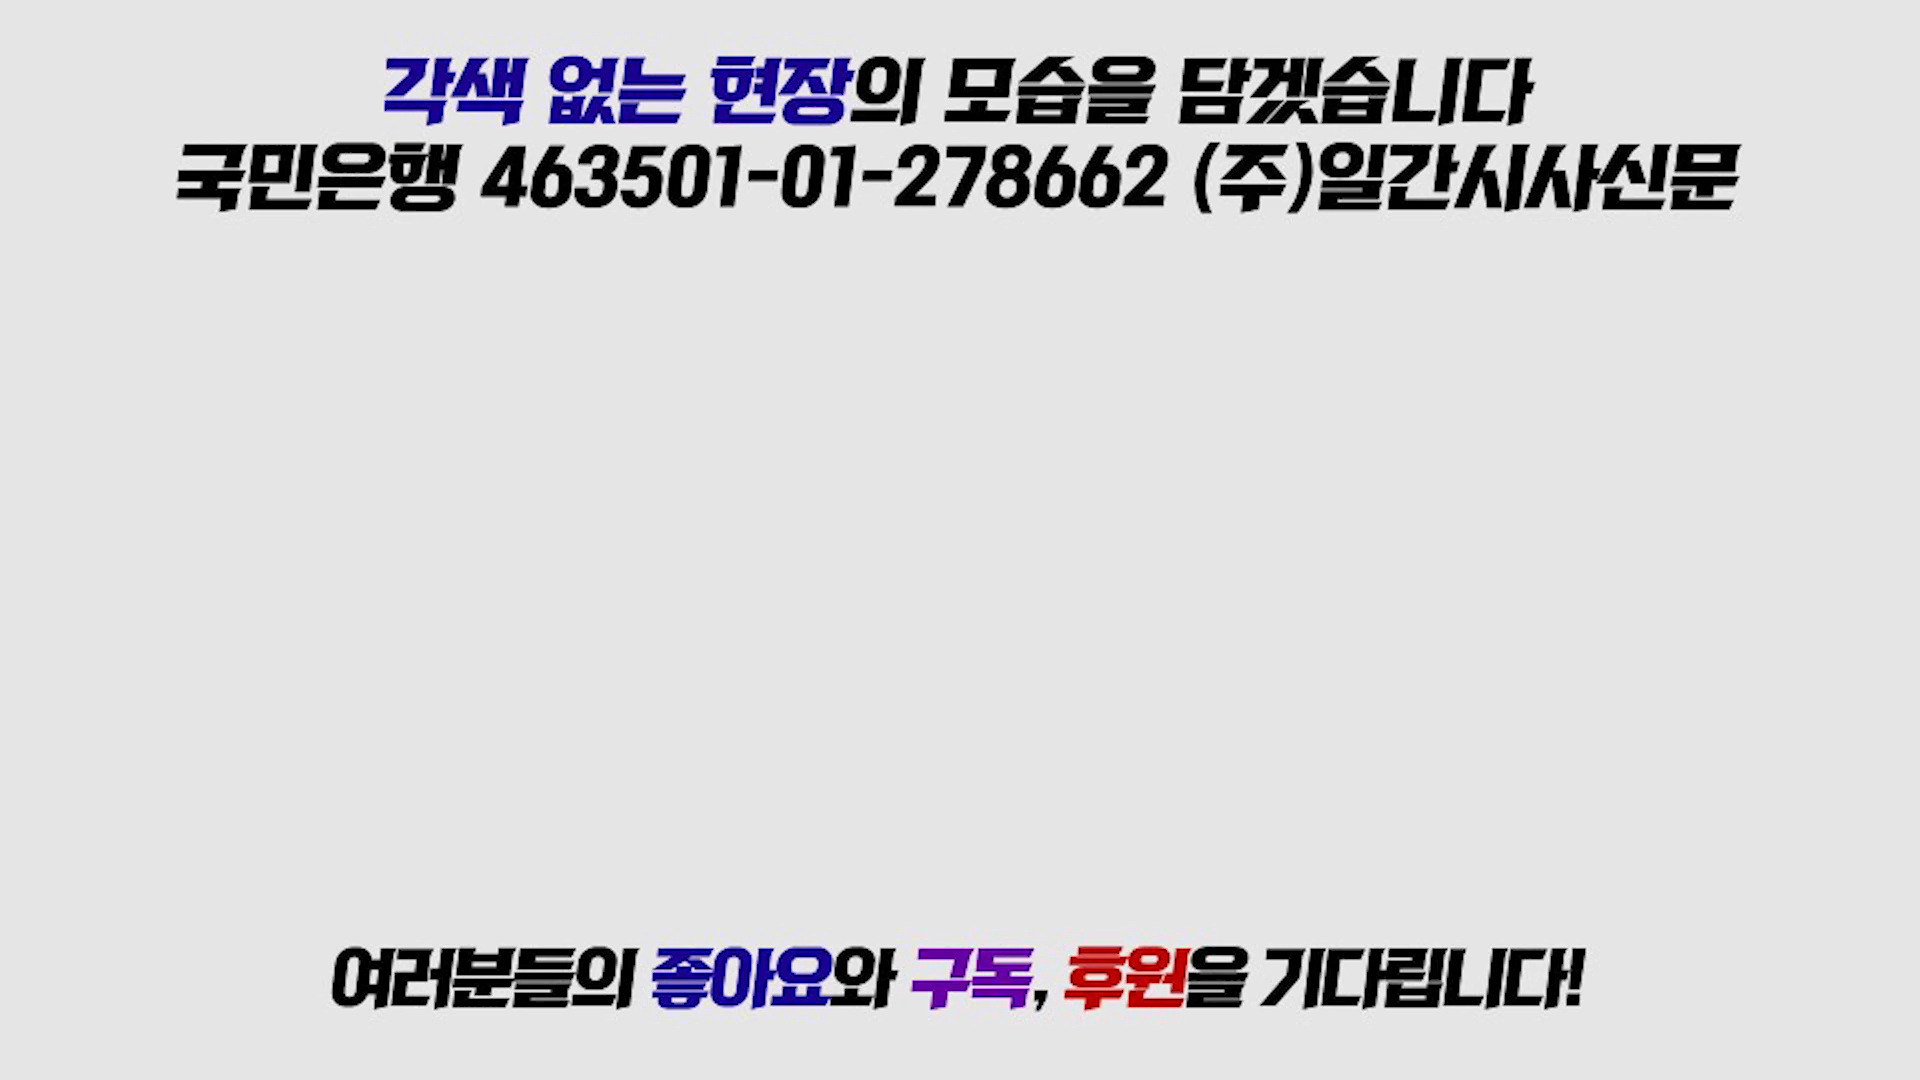 각색 없는 현장의 모습을 담겠습니다
국민은행 463501-01-278662 (주)일간시사신문
여러분들의 좋아요와 구독, 후원을 기다립니다!